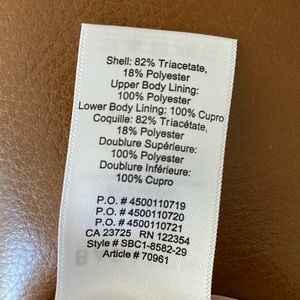 Shell: 82% Triacetate,
18% Polyester
Upper Body Lining:
100% Polyester
Lower Body Lining: 100% Cupro
Coquille: 82% Triacétate,
18% Polyester
Doublure Supérieure:
100% Polyester
Doublure Inférieure:
100% Cupro
P.O. # 4500110719
P.O. # 4500110720
P.O. # 4500110721
CA 23725 RN 122354
Style # SBC1-8582-29
Article # 70961